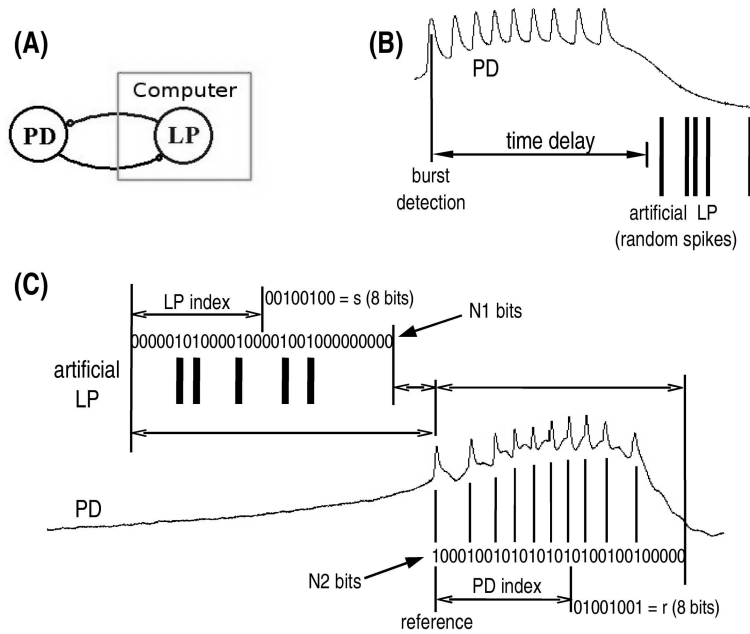 (A)
Computer
PD
LP
(B)
PD
time delay
burst
detection
artificial LP
(random spikes)
(C)
LP index
00100100 = s (8 bits)
N1 bits
0000010100001000001001000000000
artificial
LP
PD
10001001010101010100100100000
N2 bits
PD index
01001001 = r (8 bits)
reference